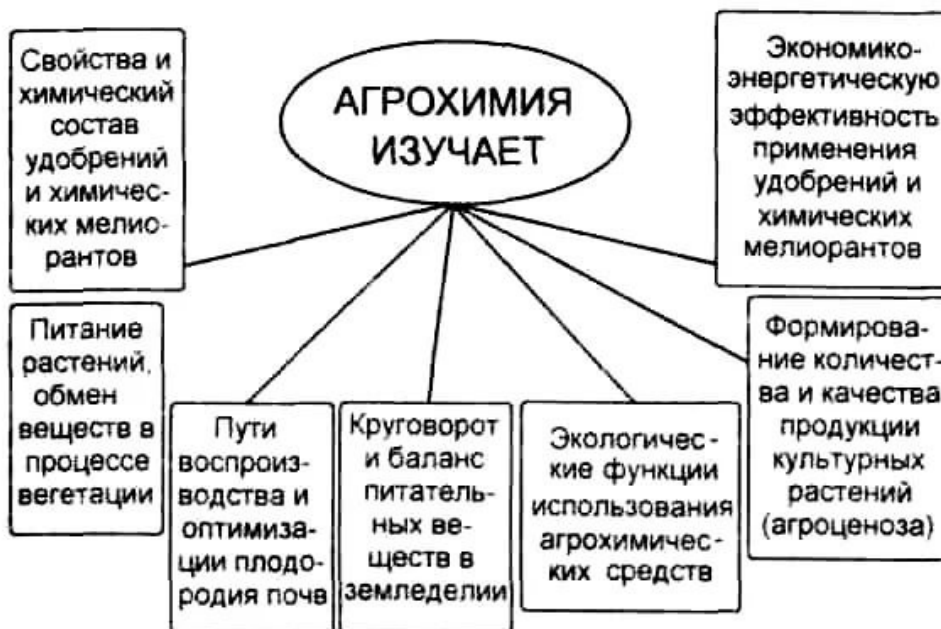 АГРОХИМИЯ
ИЗУЧАЕТ
Свойства и
химический
состав
удобрений
и химичес-
ких мелио-
рантов
Питание
растений,
обмен
веществ в
процессе
вегетации
Пути
воспроиз-
водства и
оптимиза-
ции плодо-
родия почв
Круговорот
и баланс
питатель-
ных ве-
ществ в
земледелии
Экологичес-
кие функции
использования
агрохимичес-
ких средств
Формирова-
ние количест-
ва и качества
продукции
культурных
растений
(агроценоза)
Экономико-
энергетическую
эффективность
применения
удобрений и
химических
мелиорантов